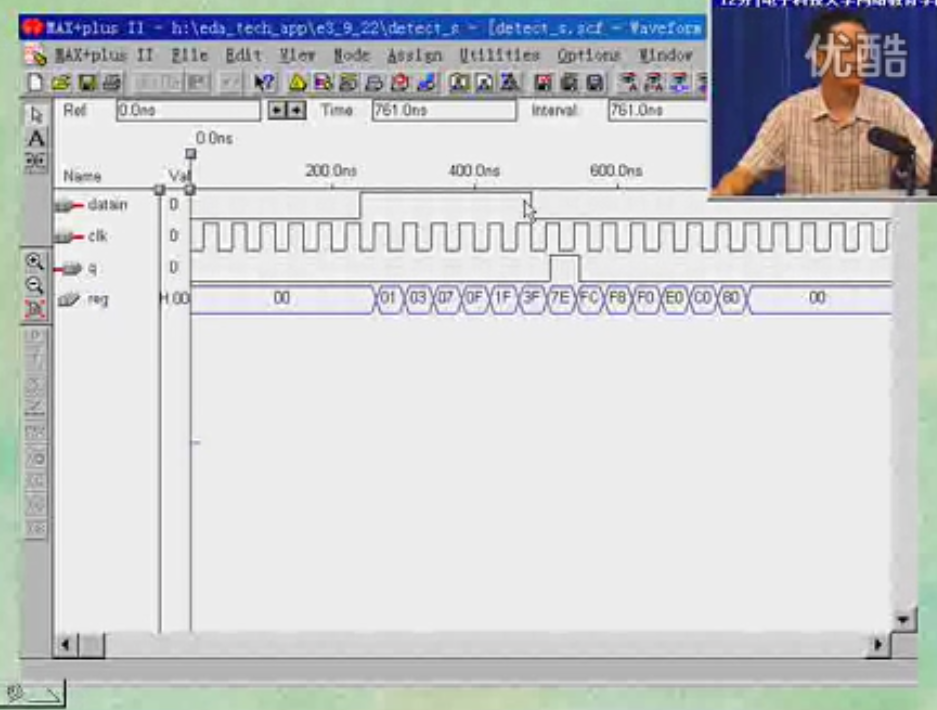 MAX+plus II - h:\eda_tech_app\e3_9_22\detect_s - [detect_s.scf - Waveform
优酷
MAX+plus II File Edit View Node Assign Utilities Options Window
Ref: 0.0ns Time: 761.0ns Interval: 761.0ns
0.0ns
Name Val 200.0ns 400.0ns 600.0ns
datain 0
clk 0
q 0
reg H 00 00 01 03 07 0F 1F 3F 7E FC F8 F0 E0 C0 80 00